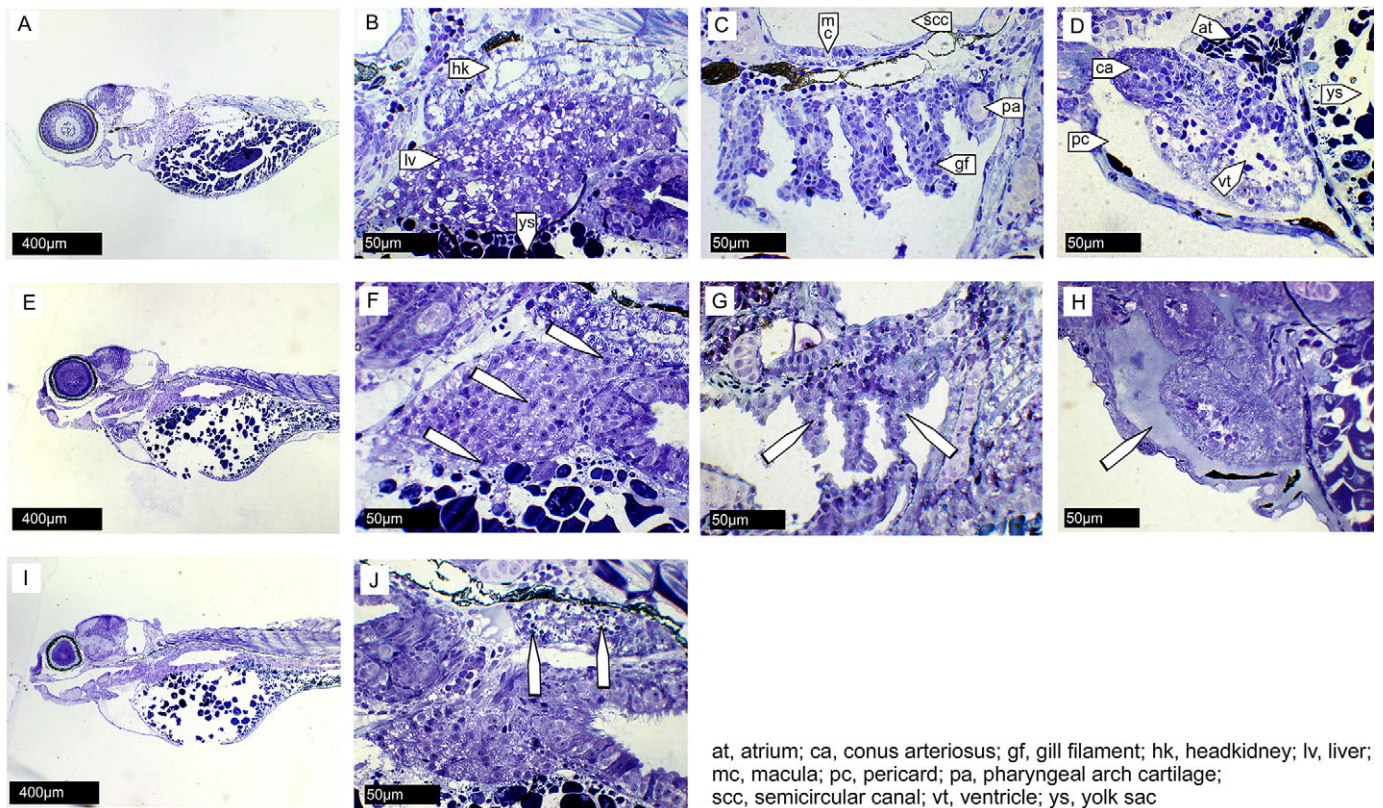 A
400µm
B
hk
lv
ys
50µm
C
m
c
scc
pa
gf
50µm
D
at
ca
ys
pc
vt
50µm
E
400µm
F
50µm
G
50µm
H
50µm
I
400µm
J
50µm
at, atrium; ca, conus arteriosus; gf, gill filament; hk, headkidney; lv, liver;
mc, macula; pc, pericard; pa, pharyngeal arch cartilage;
scc, semicircular canal; vt, ventricle; ys, yolk sac